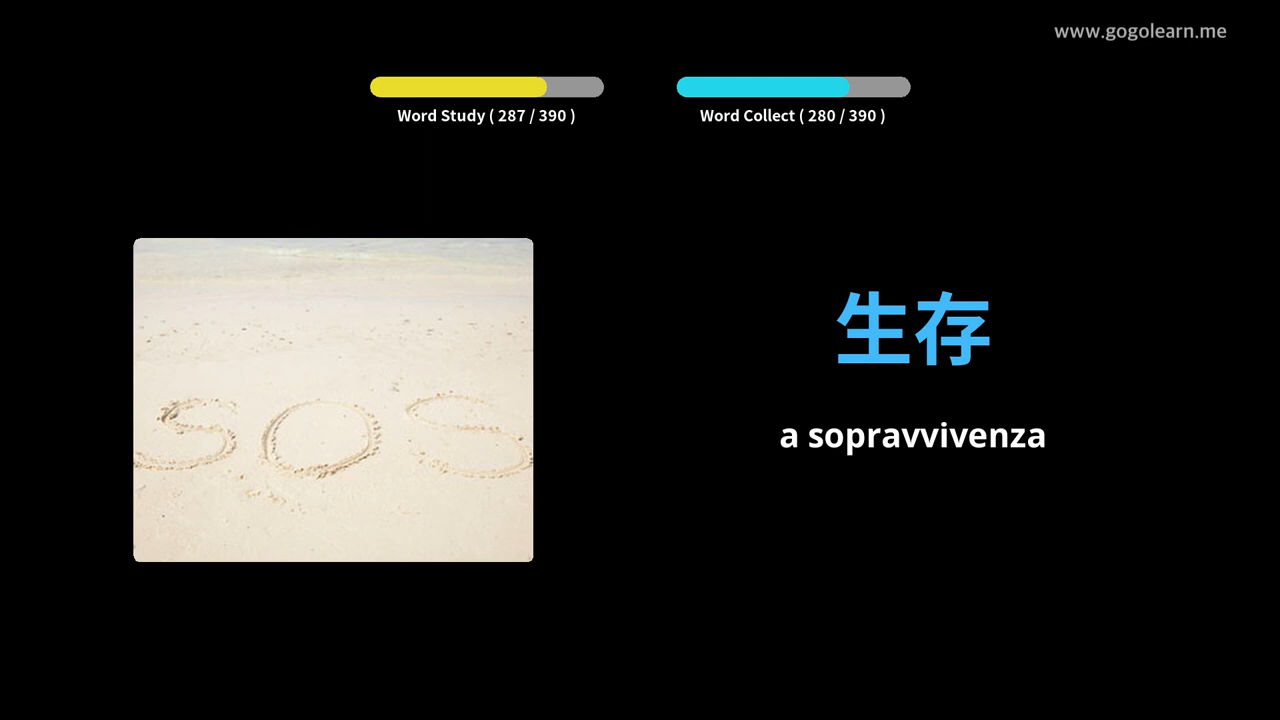 www.gogolearn.me
Word Study ( 287 / 390 )
Word Collect ( 280 / 390 )
SOS
生存
a sopravvivenza